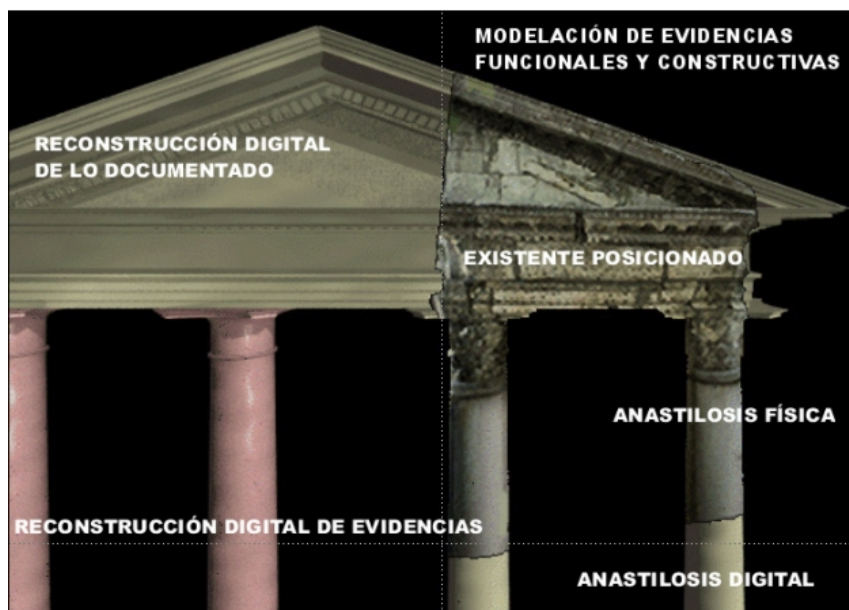 MODELACIÓN DE EVIDENCIAS
FUNCIONALES Y CONSTRUCTIVAS
RECONSTRUCCIÓN DIGITAL
DE LO DOCUMENTADO
EXISTENTE POSICIONADO
ANASTILOSIS FÍSICA
RECONSTRUCCIÓN DIGITAL DE EVIDENCIAS
ANASTILOSIS DIGITAL